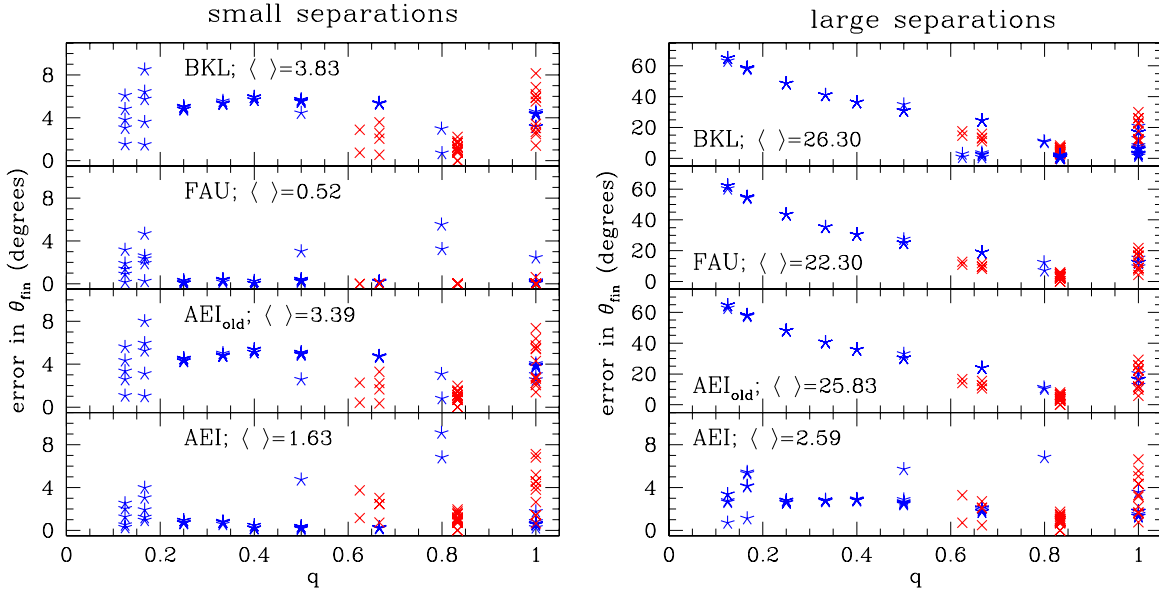 small separations
large separations
error in θfin (degrees)
8
4
0
BKL; ⟨ ⟩=3.83
8
4
0
FAU; ⟨ ⟩=0.52
8
4
0
AEIold; ⟨ ⟩=3.39
8
4
0
AEI; ⟨ ⟩=1.63
0 0.2 0.4 0.6 0.8 1
q
error in θfin (degrees)
60
40
20
0
BKL; ⟨ ⟩=26.30
60
40
20
0
FAU; ⟨ ⟩=22.30
60
40
20
0
AEIold; ⟨ ⟩=25.83
8
4
0
AEI; ⟨ ⟩=2.59
0 0.2 0.4 0.6 0.8 1
q